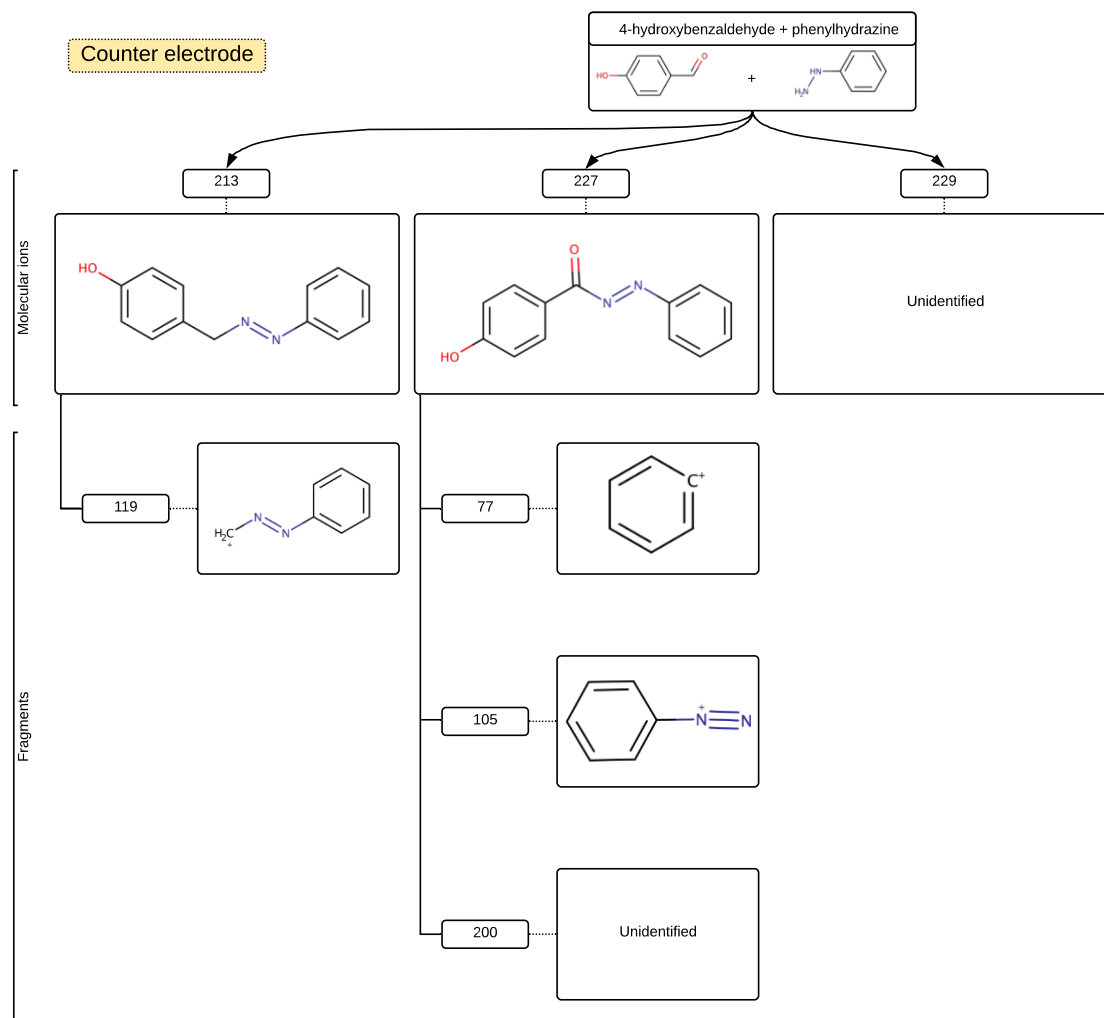 Counter electrode
4-hydroxybenzaldehyde + phenylhydrazine
HO
O
+
HN
H₂N
213
227
229
Molecular ions
HO
N
N
O
N
N
HO
Unidentified
Fragments
119
H₂C
+
N
N
77
C⁺
105
N
+
N
200
Unidentified